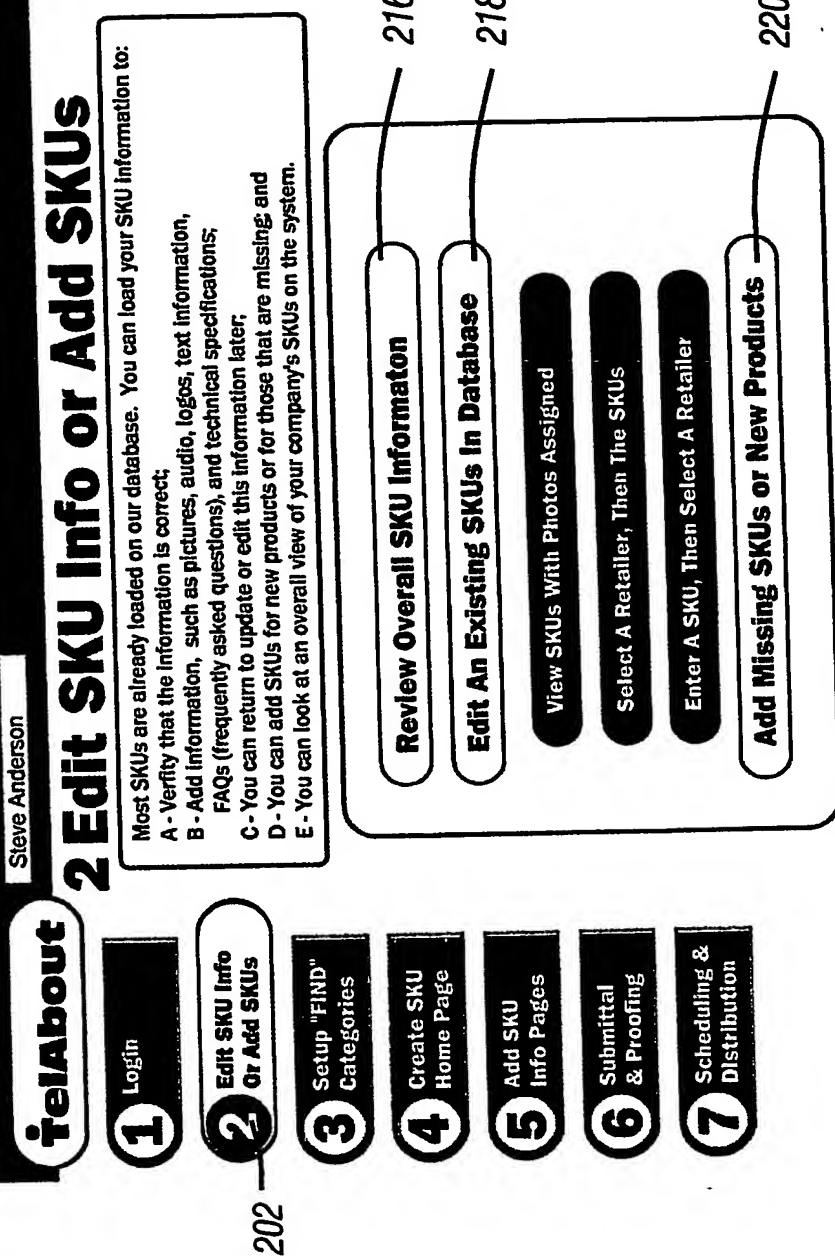 Steve Anderson
TelAbout
2 Edit SKU Info or Add SKUs
1 Login
2 Edit SKU Info
Or Add SKUs
202
3 Setup "FIND"
Categories
4 Create SKU
Home Page
5 Add SKU
Info Pages
6 Submittal
& Proofing
7 Scheduling &
Distribution
Most SKUs are already loaded on our database. You can load your SKU information to:
A - Verfity that the information is correct;
B - Add information, such as pictures, audio, logos, text information,
FAQs (frequently asked questions), and technical specifications;
C - You can return to update or edit this information later;
D - You can add SKUs for new products or for those that are missing; and
E - You can look at an overall view of your company's SKUs on the system.
Review Overall SKU Informaton
216
Edit An Existing SKUs In Database
218
View SKUs With Photos Assigned
Select A Retailer, Then The SKUs
Enter A SKU, Then Select A Retailer
Add Missing SKUs or New Products
220